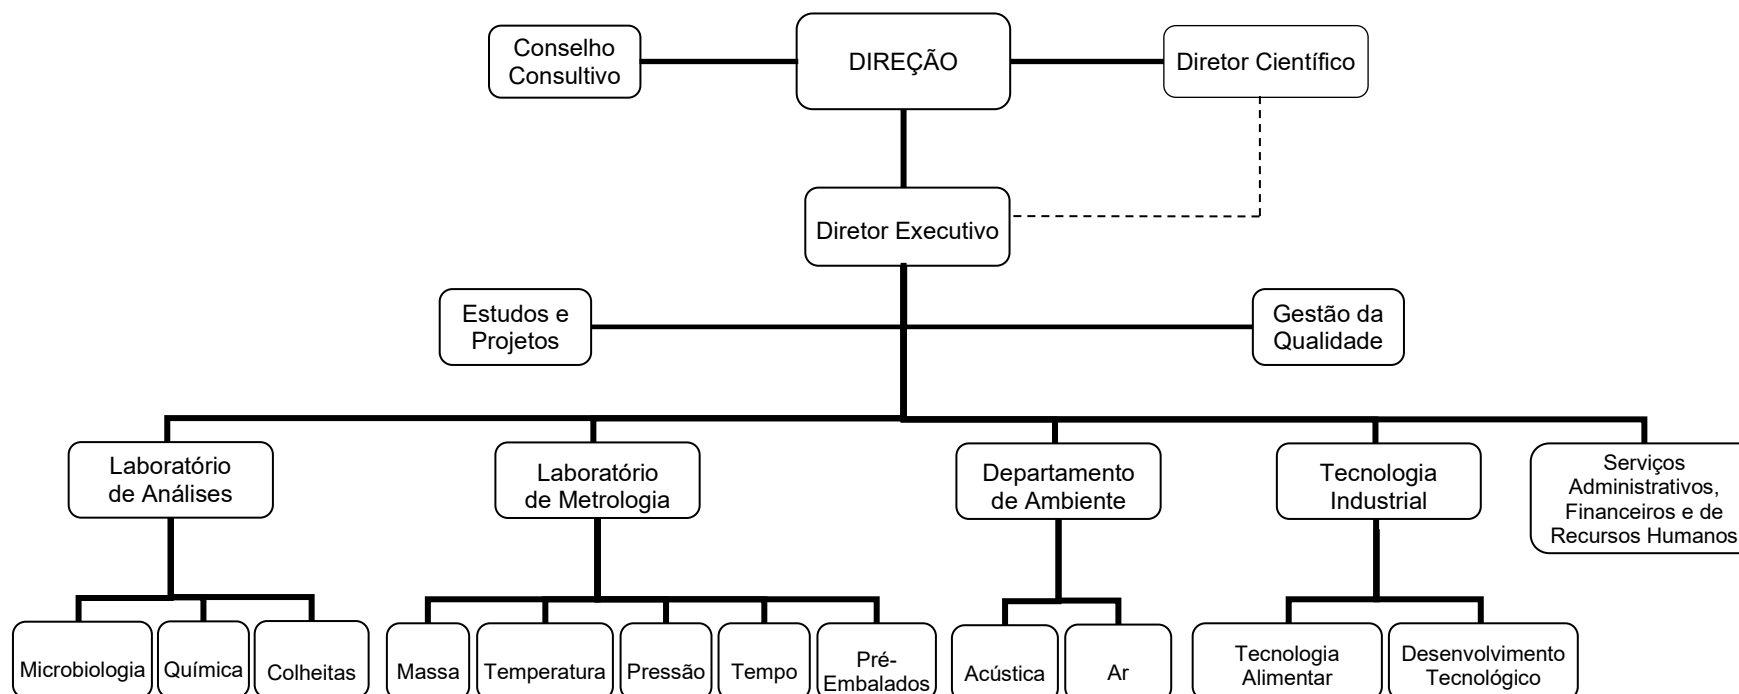 Conselho
Consultivo
DIREÇÃO
Diretor Científico
Diretor Executivo
Estudos e
Projetos
Gestão da
Qualidade
Laboratório
de Análises
Laboratório
de Metrologia
Departamento
de Ambiente
Tecnologia
Industrial
Serviços
Administrativos,
Financeiros e de
Recursos Humanos
Microbiologia
Química
Colheitas
Massa
Temperatura
Pressão
Tempo
Pré-
Embalados
Acústica
Ar
Tecnologia
Alimentar
Desenvolvimento
Tecnológico